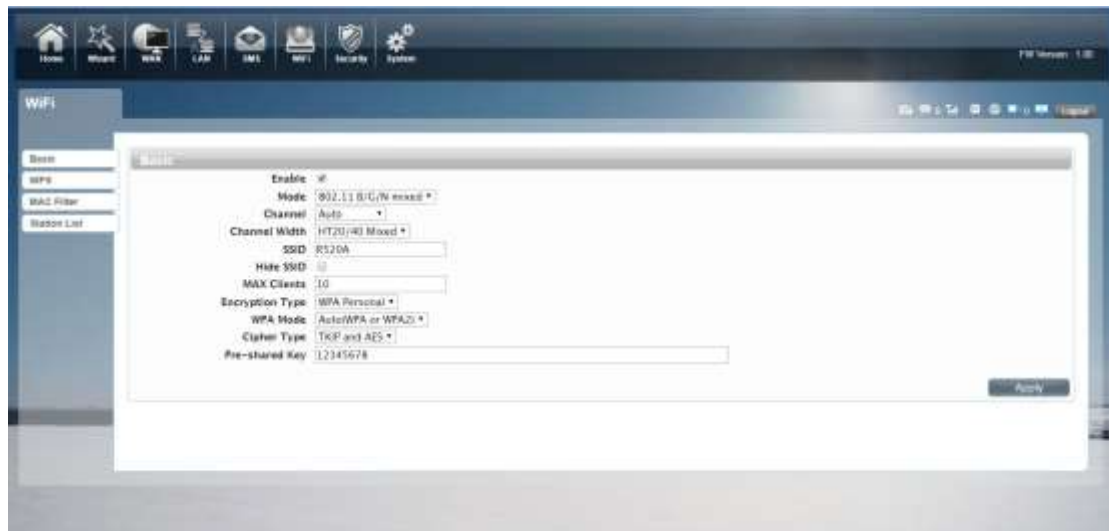 Home Wizard WAN LAN SMS WiFi Security System
FW Version: 1.00
WiFi
0 0 Logout
Basic
WPS
MAC Filter
Station List
Basic
Enable
Mode 802.11 B/G/N mixed
Channel Auto
Channel Width HT20/40 Mixed
SSID R520A
Hide SSID
MAX Clients 10
Encryption Type WPA Personal
WPA Mode Auto(WPA or WPA2)
Cipher Type TKIP and AES
Pre-shared Key 12345678
Apply